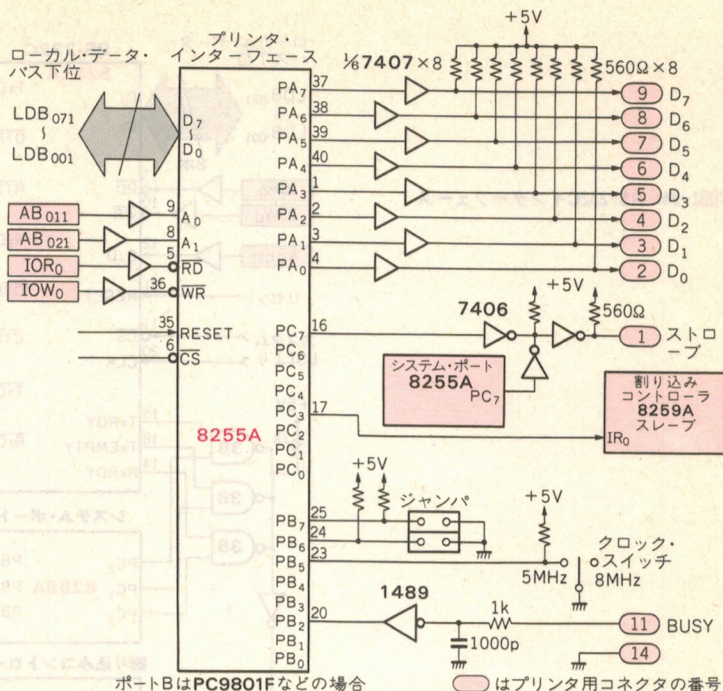 ローカル・データ・バス下位
LDB071
〜
LDB001
プリンタ・インターフェース
1/6 7407×8
+5V
560Ω×8
D7
〜
D0
PA7 37
PA6 38
PA5 39
PA4 40
PA3 1
PA2 2
PA1 3
PA0 4
9 D7
8 D6
7 D5
6 D4
5 D3
4 D2
3 D1
2 D0
AB011 9 A0
AB021 8 A1
IOR0 5 RD
IOW0 36 WR
35 RESET
6 CS
8255A
PC7 16
PC6
PC5
PC4
PC3 17
PC2
PC1
PC0
7406
+5V
560Ω
1 ストローブ
システム・ポート
8255A
PC7
割り込み
コントローラ
8259A
スレーブ
IR0
+5V
ジャンパ
PB7 25
PB6 24
PB5 23
PB4
PB3
PB2 20
PB1
PB0
+5V
クロック・スイッチ
5MHz 8MHz
1489
1k
1000p
11 BUSY
14
ポートBはPC9801Fなどの場合
はプリンタ用コネクタの番号